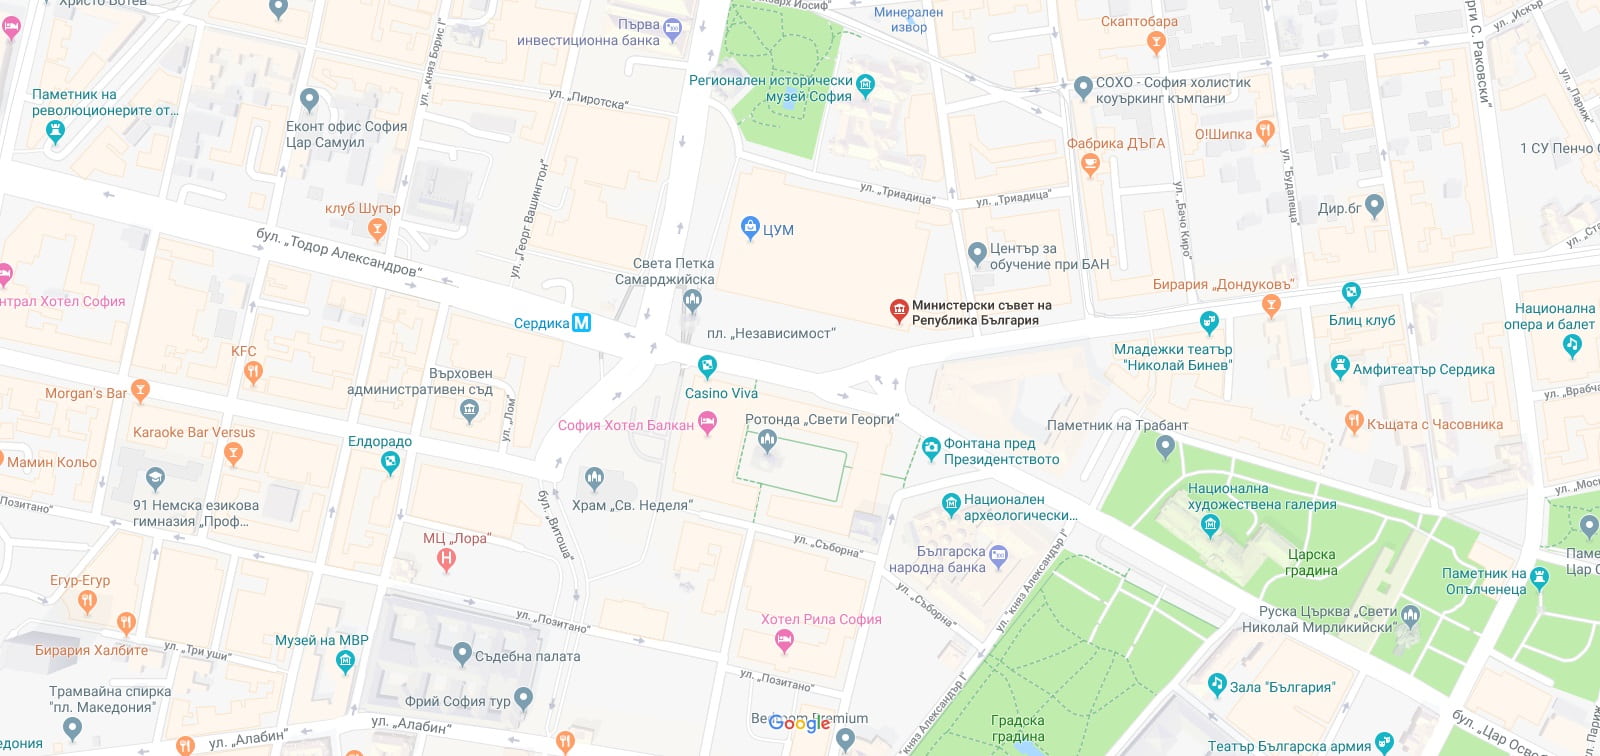 Христо Ботев
Първа
инвестиционна банка
Минерален
извор
Скаптобара
ул. „Искър
рги С. Раковски“
ул. „княз Борис I“
Регионален исторически
музей София
СОХО - София холистик
коуъркинг къмпани
ул. „Париж“
Паметник на
революционерите от...
ул. „Пиротска“
Еконт офис София
Цар Самуил
О!Шипка
Фабрика ДЪГА
1 СУ Пенчо
ул. „Триадица“
ул. „Триадица“
ул. „Бачо Киро“
ул. „Будапеща“
Дир.бг
клуб Шугър
ул. „Георг Вашингтон“
ЦУМ
бул. „Тодор Александров“
Света Петка
Самарджийска
Център за
обучение при БАН
Бирария „Дондуковъ“
нтрал Хотел София
Министерски съвет на
Република България
Сердика
M
пл. „Независимост“
Блиц клуб
Национална
опера и балет
KFC
Младежки театър
"Николай Бинев"
Амфитеатър Сердика
Върховен
административен съд
Morgan's Bar
Casino Viva
ул. „Врабча
ул. „Лом“
София Хотел Балкан
Ротонда „Свети Георги“
Паметник на Трабант
Къщата с Часовника
Karaoke Bar Versus
Елдорадо
Фонтана пред
Президентството
Мамин Кольо
ул. „Мос
Национална
художествена галерия
91 Немска езикова
гимназия „Проф...
Позитано“
Храм „Св. Неделя“
Национален
археологически...
бул. „Витоша“
МЦ „Лора“
ул. „Съборна“
Българска
народна банка
ул. "княз Александър I"
Царска
градина
Паме
Цар С
Егур-Егур
Паметник на
Опълченеца
ул. „Съборна“
ул. „Позитано“
Хотел Рила София
Руска Църква „Свети
Николай Мирликийски“
Музей на МВР
Бирария Халбите
ул. „Три уши“
Съдебна палата
ул. „Позитано“
Зала "България"
Трамвайна спирка
"пл. Македония"
Фрий София тур
Google
Градска
градина
бул. „Цар Осво
ул. „Алабин“
ул. „Алабин“
едония
Театър Българска армия